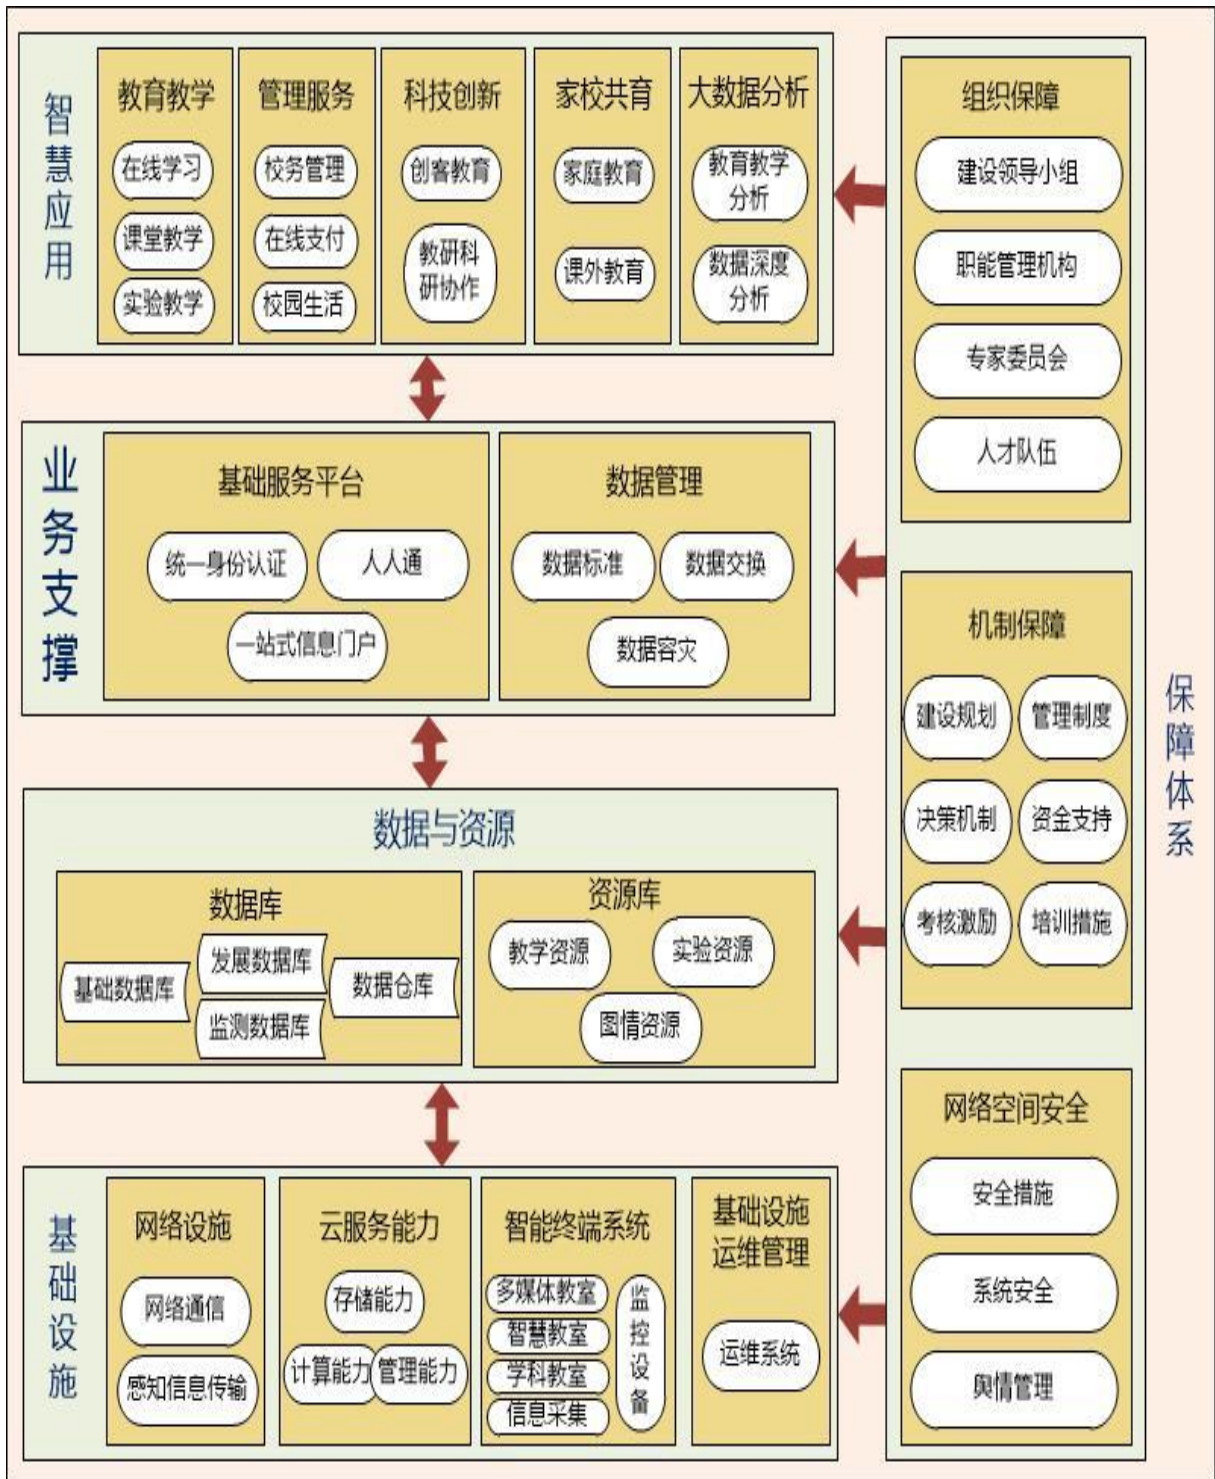 智慧应用
教育教学
在线学习
课堂教学
实验教学
管理服务
校务管理
在线支付
校园生活
科技创新
创客教育
教研科
研协作
家校共育
家庭教育
课外教育
大数据分析
教育教学
分析
数据深度
分析
业务支撑
基础服务平台
统一身份认证
人人通
一站式信息门户
数据管理
数据标准
数据交换
数据容灾
数据与资源
数据库
基础数据库
发展数据库
监测数据库
数据仓库
资源库
教学资源
实验资源
图情资源
基础设施
网络设施
网络通信
感知信息传输
云服务能力
存储能力
计算能力
管理能力
智能终端系统
多媒体教室
智慧教室
学科教室
信息采集
监控设备
基础设施
运维管理
运维系统
保障体系
组织保障
建设领导小组
职能管理机构
专家委员会
人才队伍
机制保障
建设规划
管理制度
决策机制
资金支持
考核激励
培训措施
网络空间安全
安全措施
系统安全
舆情管理